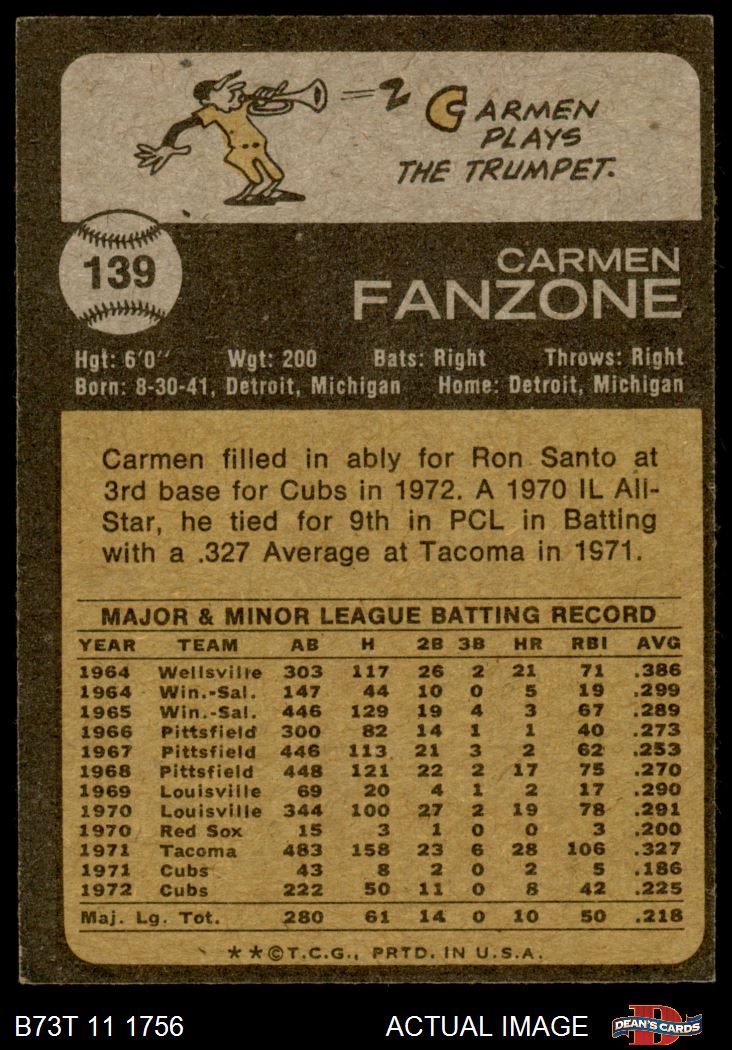 CARMEN
PLAYS
THE TRUMPET.
139
CARMEN
FANZONE
Hgt: 6'0" Wgt: 200 Bats: Right Throws: Right
Born: 8-30-41, Detroit, Michigan Home: Detroit, Michigan
Carmen filled in ably for Ron Santo at
3rd base for Cubs in 1972. A 1970 IL All-
Star, he tied for 9th in PCL in Batting
with a .327 Average at Tacoma in 1971.
MAJOR & MINOR LEAGUE BATTING RECORD
YEAR TEAM AB H 2B 3B HR RBI AVG
1964 Wellsville 303 117 26 2 21 71 .386
1964 Win.-Sal. 147 44 10 0 5 19 .299
1965 Win.-Sal. 446 129 19 4 3 67 .289
1966 Pittsfield 300 82 14 1 1 40 .273
1967 Pittsfield 446 113 21 3 2 62 .253
1968 Pittsfield 448 121 22 2 17 75 .270
1969 Louisville 69 20 4 1 2 17 .290
1970 Louisville 344 100 27 2 19 78 .291
1970 Red Sox 15 3 1 0 0 3 .200
1971 Tacoma 483 158 23 6 28 106 .327
1971 Cubs 43 8 2 0 2 5 .186
1972 Cubs 222 50 11 0 8 42 .225
Maj. Lg. Tot. 280 61 14 0 10 50 .218
**©T.C.G., PRTD. IN U.S.A.
B73T 11 1756 ACTUAL IMAGE D DEAN'S CARDS